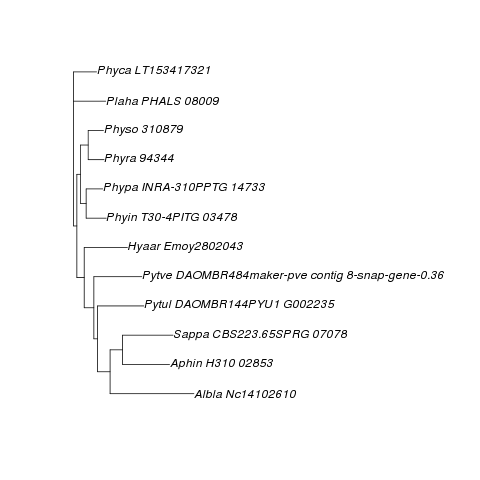 Phyca LT153417321
Plaha PHALS 08009
Physo 310879
Phyra 94344
Phypa INRA-310PPTG 14733
Phyin T30-4PITG 03478
Hyaar Emoy2802043
Pytve DAOMBR484maker-pve contig 8-snap-gene-0.36
Pytul DAOMBR144PYU1 G002235
Sappa CBS223.65SPRG 07078
Aphin H310 02853
Albla Nc14102610